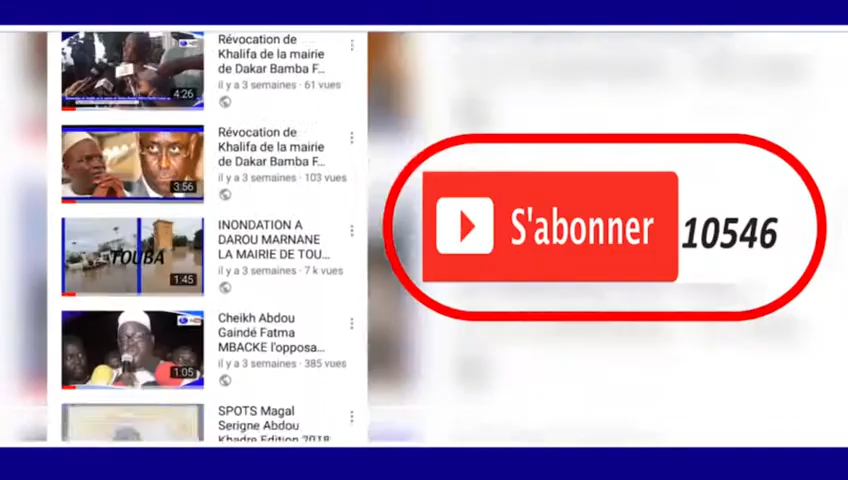 Révocation de
Khalifa de la mairie
de Dakar Bamba F...
il y a 3 semaines · 61 vues
4:26
Révocation de
Khalifa de la mairie
de Dakar Bamba F...
il y a 3 semaines · 103 vues
3:56
INONDATION A
DAROU MARNANE
LA MAIRIE DE TOU...
il y a 3 semaines · 7 k vues
TOUBA
1:45
Cheikh Abdou
Gaindé Fatma
MBACKE l'opposa...
il y a 3 semaines · 385 vues
1:05
SPOTS Magal
Serigne Abdou
Khadre Edition 2018
S'abonner
10546